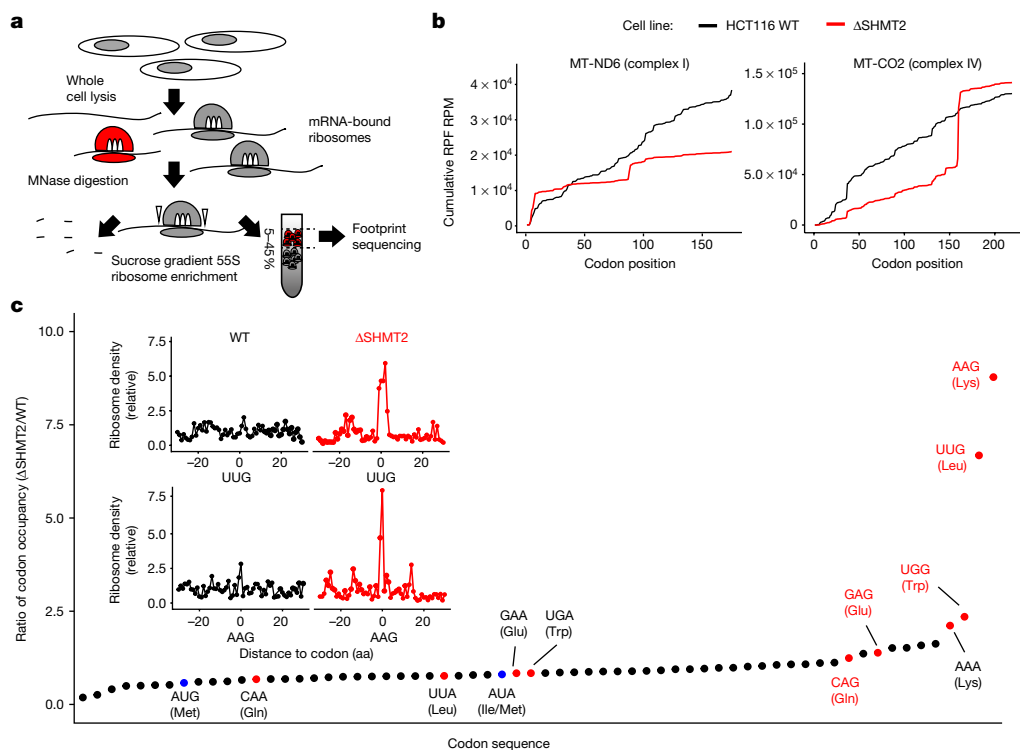 a
Whole
cell lysis
mRNA-bound
ribosomes
MNase digestion
Sucrose gradient 55S
ribosome enrichment
5–45%
Footprint
sequencing
b
Cell line:
HCT116 WT
ΔSHMT2
MT-ND6 (complex I)
Cumulative RPF RPM
4 × 10⁴
3 × 10⁴
2 × 10⁴
1 × 10⁴
0
0 50 100 150
Codon position
MT-CO2 (complex IV)
1.5 × 10⁵
1.0 × 10⁵
5.0 × 10⁴
0
0 50 100 150 200
Codon position
c
Ratio of codon occupancy (ΔSHMT2/WT)
10.0
7.5
5.0
2.5
0.0
WT
ΔSHMT2
Ribosome density
(relative)
7.5
5.0
2.5
0.0
−20 0 20
UUG
−20 0 20
UUG
Ribosome density
(relative)
7.5
5.0
2.5
0.0
−20 0 20
AAG
−20 0 20
AAG
Distance to codon (aa)
AUG
(Met)
CAA
(Gln)
UUA
(Leu)
AUA
(Ile/Met)
GAA
(Glu)
UGA
(Trp)
CAG
(Gln)
GAG
(Glu)
UGG
(Trp)
AAA
(Lys)
UUG
(Leu)
AAG
(Lys)
Codon sequence